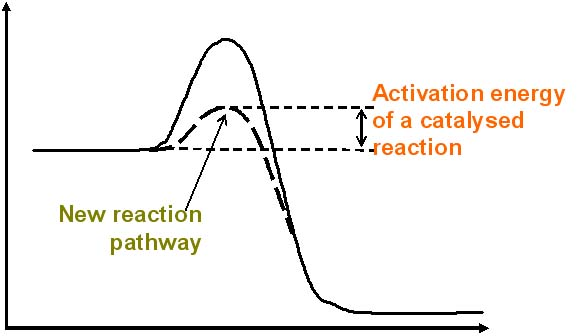 Activation energy
of a catalysed
reaction
New reaction
pathway